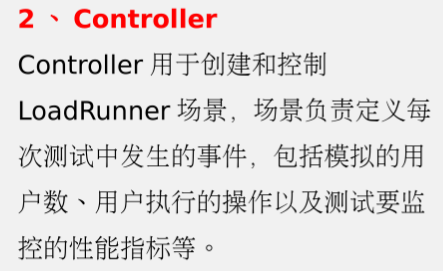 2、Controller
Controller 用于创建和控制
LoadRunner 场景，场景负责定义每
次测试中发生的事件，包括模拟的用
户数、用户执行的操作以及测试要监
控的性能指标等。